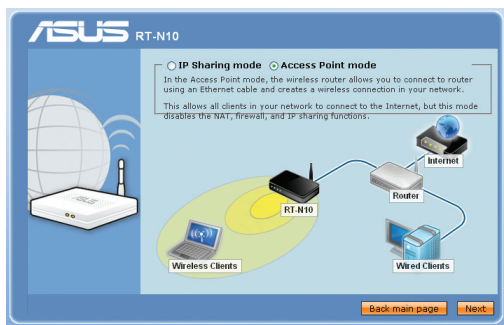 ASUS RT-N10
IP Sharing mode Access Point mode
In the Access Point mode, the wireless router allows you to connect to router
using an Ethernet cable and creates a wireless connection in your network.
This allows all clients in your network to connect to the Internet, but this mode
disables the NAT, firewall, and IP sharing functions.
Internet
Router
RT-N10
Wireless Clients
Wired Clients
ASUS
Back main page Next